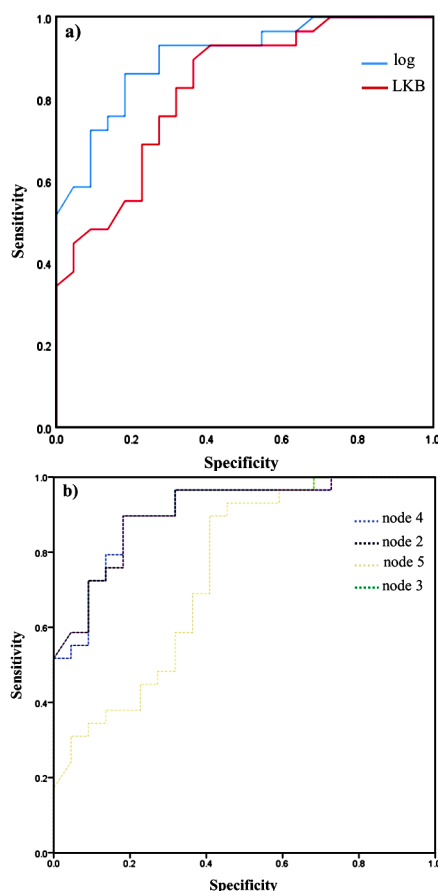 a)
1.0
0.8
0.6
0.4
0.2
0.0
Sensitivity
log
LKB
0.0 0.2 0.4 0.6 0.8 1.0
Specificity
b)
1.0
0.8
0.6
0.4
0.2
0.0
Sensitivity
node 4
node 2
node 5
node 3
0.0 0.2 0.4 0.6 0.8 1.0
Specificity